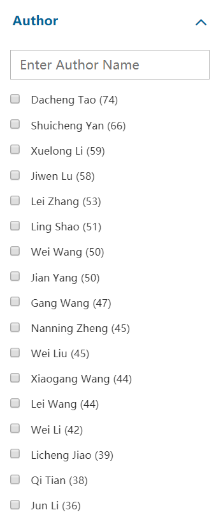 Author
Enter Author Name
Dacheng Tao (74)
Shuicheng Yan (66)
Xuelong Li (59)
Jiwen Lu (58)
Lei Zhang (53)
Ling Shao (51)
Wei Wang (50)
Jian Yang (50)
Gang Wang (47)
Nanning Zheng (45)
Wei Liu (45)
Xiaogang Wang (44)
Lei Wang (44)
Wei Li (42)
Licheng Jiao (39)
Qi Tian (38)
Jun Li (36)